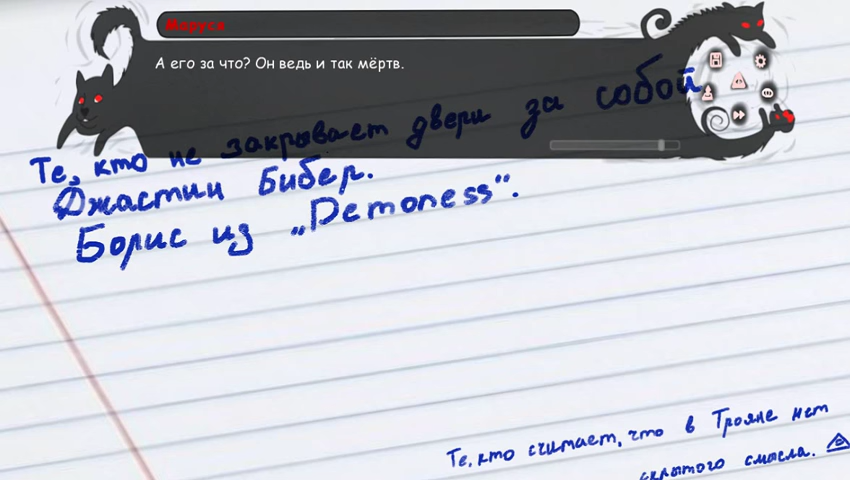 Маруся
А его за что? Он ведь и так мёртв.
Те, кто не закрывает двери за собой
Джастин Бибер.
Борис из „Demoness“.
Те, кто считает, что в Трояне нет
скрытого смысла.